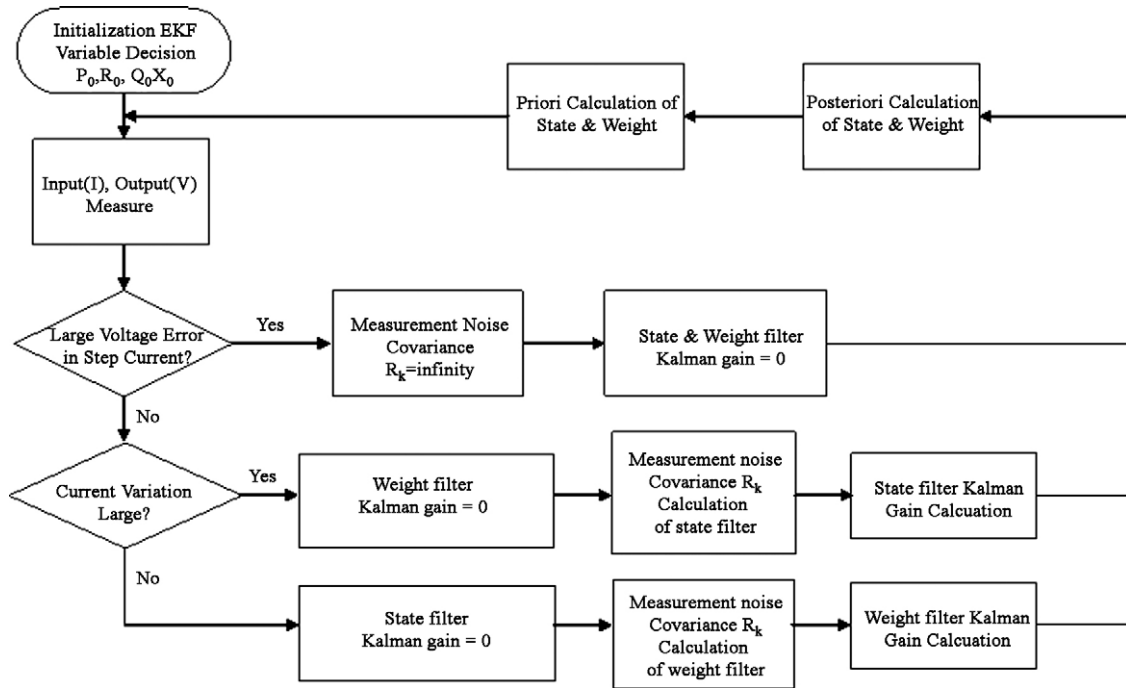 Initialization EKF
Variable Decision
P₀,R₀, Q₀X₀
Priori Calculation of
State & Weight
Posteriori Calculation
of State & Weight
Input(I), Output(V)
Measure
Large Voltage Error
in Step Current?
Yes
Measurement Noise
Covariance
Rₖ=infinity
State & Weight filter
Kalman gain = 0
No
Current Variation
Large?
Yes
Weight filter
Kalman gain = 0
Measurement noise
Covariance Rₖ
Calculation
of state filter
State filter Kalman
Gain Calcuation
No
State filter
Kalman gain = 0
Measurement noise
Covariance Rₖ
Calculation
of weight filter
Weight filter Kalman
Gain Calcuation